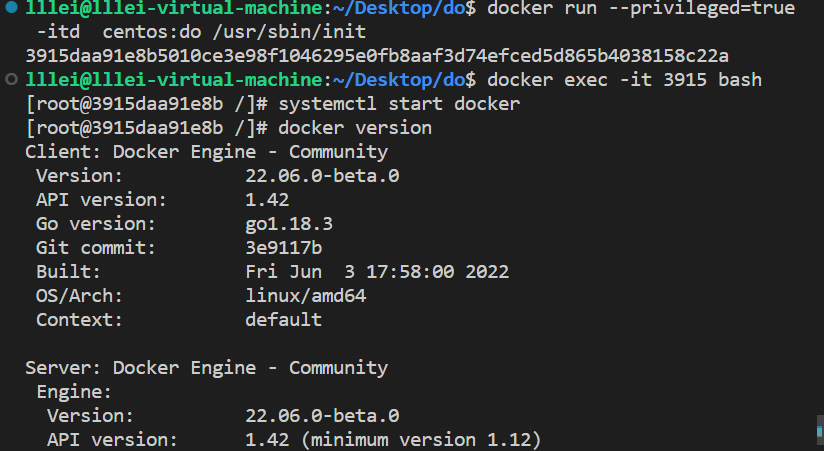 lllei@lllei-virtual-machine:~/Desktop/do$ docker run --privileged=true
 -itd  centos:do /usr/sbin/init
3915daa91e8b5010ce3e98f1046295e0fb8aaf3d74efced5d865b4038158c22a
lllei@lllei-virtual-machine:~/Desktop/do$ docker exec -it 3915 bash
[root@3915daa91e8b /]# systemctl start docker
[root@3915daa91e8b /]# docker version
Client: Docker Engine - Community
 Version:           22.06.0-beta.0
 API version:       1.42
 Go version:        go1.18.3
 Git commit:        3e9117b
 Built:             Fri Jun  3 17:58:00 2022
 OS/Arch:           linux/amd64
 Context:           default

Server: Docker Engine - Community
 Engine:
  Version:          22.06.0-beta.0
  API version:      1.42 (minimum version 1.12)